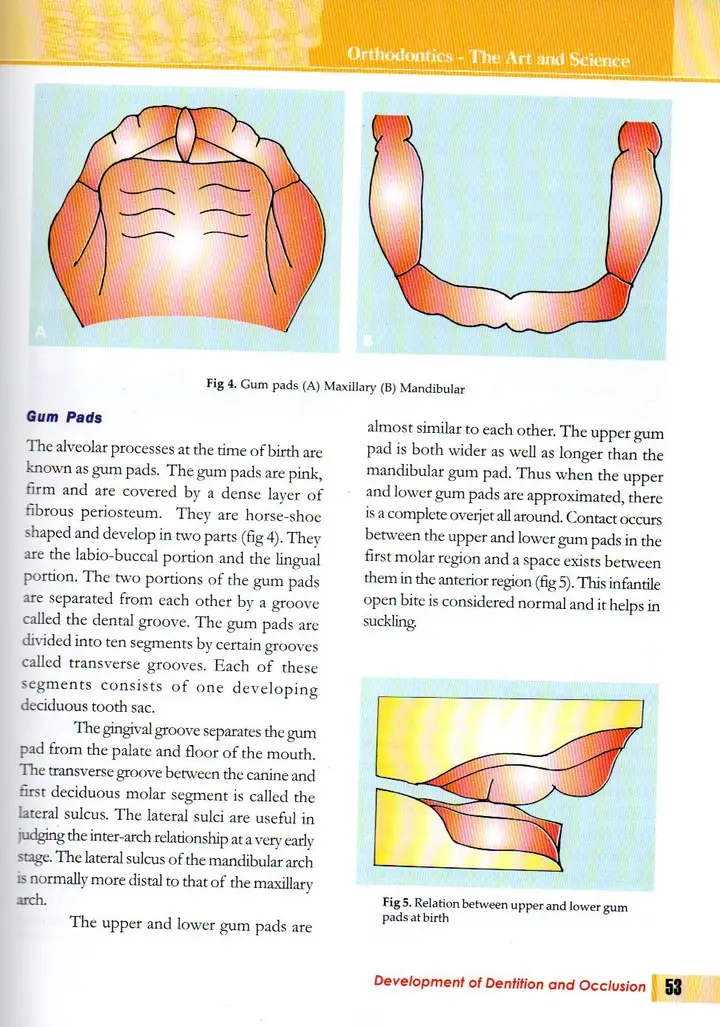 Orthodontics - The Art and Science
A
B
Fig 4. Gum pads (A) Maxillary (B) Mandibular
Gum Pads
The alveolar processes at the time of birth are
known as gum pads. The gum pads are pink,
firm and are covered by a dense layer of
fibrous periosteum. They are horse-shoe
shaped and develop in two parts (fig 4). They
are the labio-buccal portion and the lingual
portion. The two portions of the gum pads
are separated from each other by a groove
called the dental groove. The gum pads are
divided into ten segments by certain grooves
called transverse grooves. Each of these
segments consists of one developing
deciduous tooth sac.
The gingival groove separates the gum
pad from the palate and floor of the mouth.
The transverse groove between the canine and
first deciduous molar segment is called the
lateral sulcus. The lateral sulci are useful in
judging the inter-arch relationship at a very early
stage. The lateral sulcus of the mandibular arch
is normally more distal to that of the maxillary
arch.
The upper and lower gum pads are
almost similar to each other. The upper gum
pad is both wider as well as longer than the
mandibular gum pad. Thus when the upper
and lower gum pads are approximated, there
is a complete overjet all around. Contact occurs
between the upper and lower gum pads in the
first molar region and a space exists between
them in the anterior region (fig 5). This infantile
open bite is considered normal and it helps in
suckling.
Fig 5. Relation between upper and lower gum
pads at birth
Development of Dentition and Occlusion 53